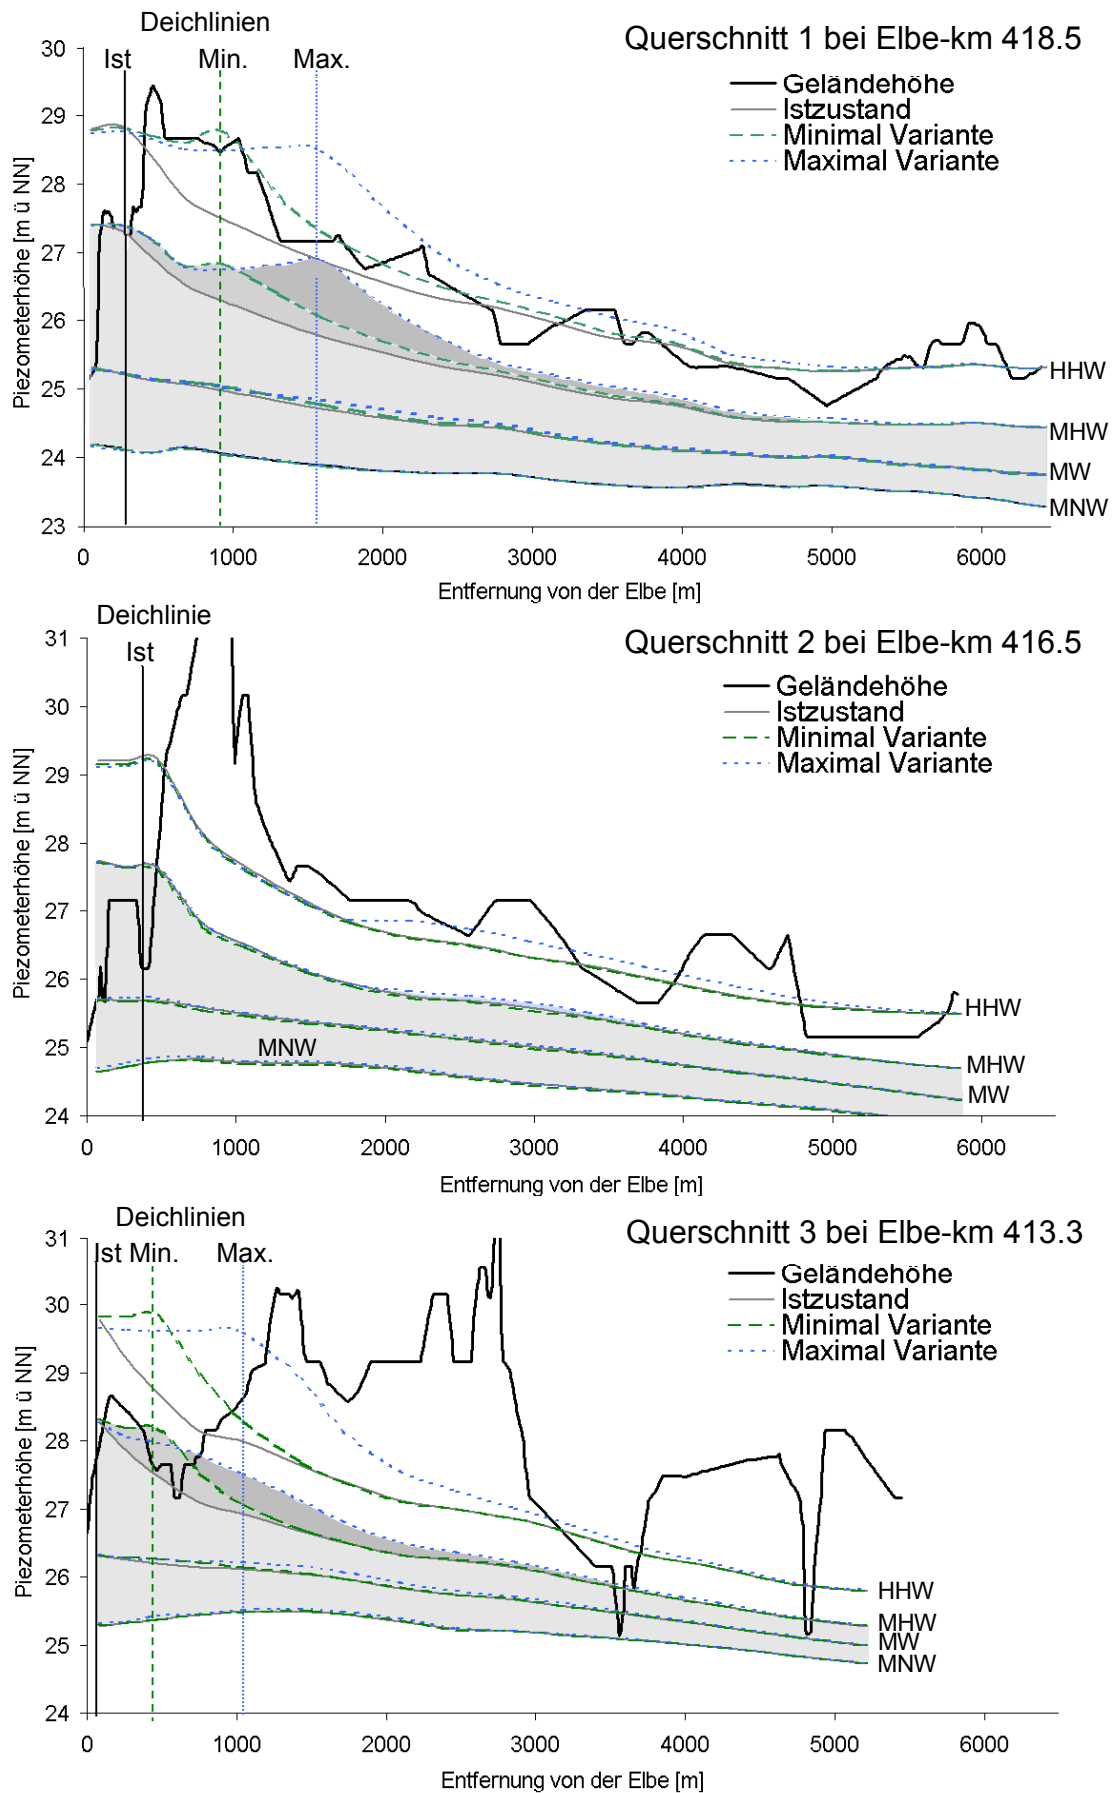 Deichlinien
Querschnitt 1 bei Elbe-km 418.5
Ist Min. Max.
Geländehöhe
Istzustand
Minimal Variante
Maximal Variante
Piezometerhöhe [m ü NN]
30
29
28
27
26
25
24
23
HHW
MHW
MW
MNW
0 1000 2000 3000 4000 5000 6000
Entfernung von der Elbe [m]
Deichlinie
Querschnitt 2 bei Elbe-km 416.5
Ist
Geländehöhe
Istzustand
Minimal Variante
Maximal Variante
Piezometerhöhe [m ü NN]
31
30
29
28
27
26
25
24
HHW
MNW
MHW
MW
0 1000 2000 3000 4000 5000 6000
Entfernung von der Elbe [m]
Deichlinien
Querschnitt 3 bei Elbe-km 413.3
Ist Min. Max.
Geländehöhe
Istzustand
Minimal Variante
Maximal Variante
Piezometerhöhe [m ü NN]
31
30
29
28
27
26
25
24
HHW
MHW
MW
MNW
0 1000 2000 3000 4000 5000 6000
Entfernung von der Elbe [m]